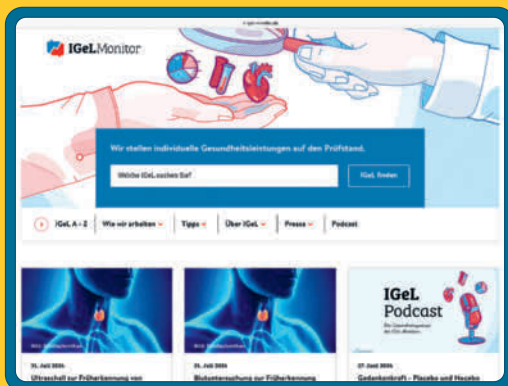 IGeL Monitor
Wir stellen individuelle Gesundheitsleistungen auf den Prüfstand.
Welche IGeL suchen Sie?
IGeL finden
IGeL A – Z
Wie wir arbeiten
Tipps
Über IGeL
Presse
Podcast
IGeL
Podcast
31. Juli 2024
Ultraschall zur Früherkennung von
31. Juli 2024
Blutuntersuchung zur Früherkennung
27. Juni 2024
Gedankenkraft – Placebo und Nocebo